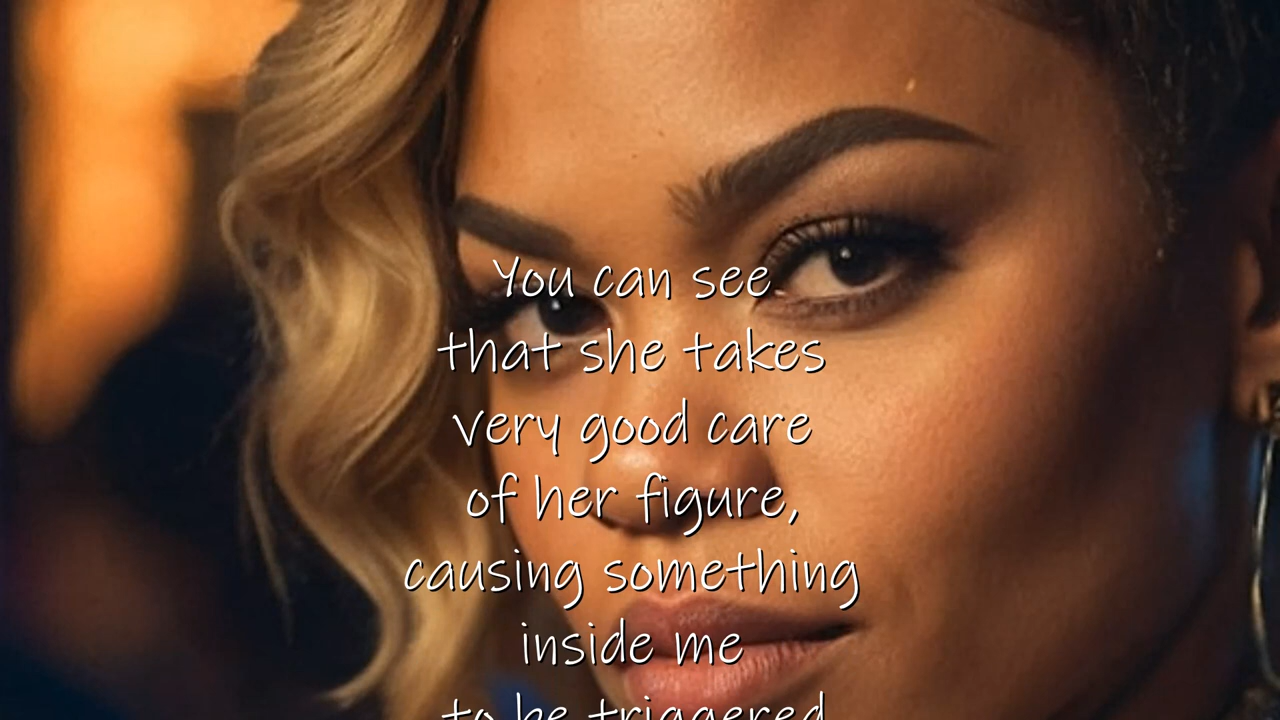 You can see
that she takes
very good care
of her figure,
causing something
inside me
to be triggered